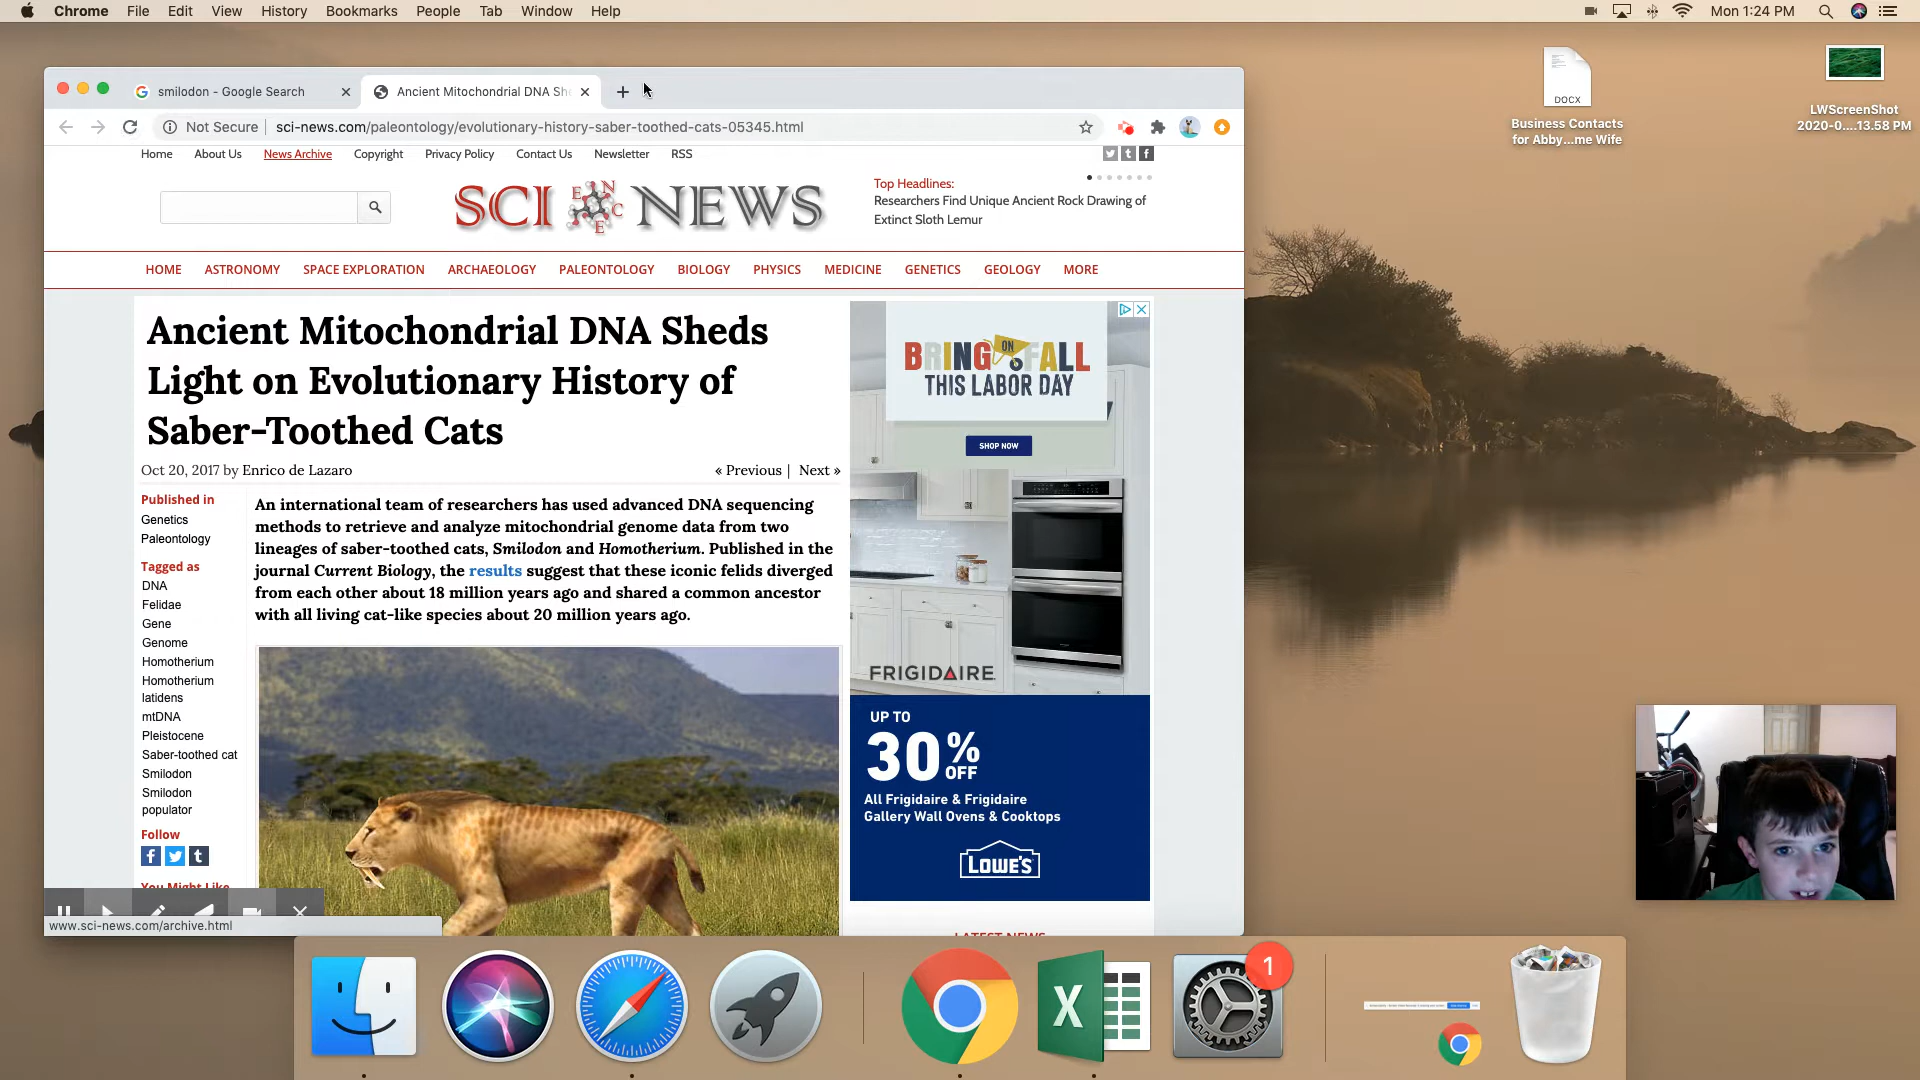 Chrome File Edit View History Bookmarks People Tab Window Help
Mon 1:24 PM
smilodon - Google Search
Ancient Mitochondrial DNA Sh
Not Secure
sci-news.com/paleontology/evolutionary-history-saber-toothed-cats-05345.html
DOCX
Business Contacts
for Abby...me Wife
LWScreenShot
2020-0....13.58 PM
Home About Us News Archive Copyright Privacy Policy Contact Us Newsletter RSS
SCI NEWS
E N C E
Top Headlines:
Researchers Find Unique Ancient Rock Drawing of
Extinct Sloth Lemur
HOME ASTRONOMY SPACE EXPLORATION ARCHAEOLOGY PALEONTOLOGY BIOLOGY PHYSICS MEDICINE GENETICS GEOLOGY MORE
Ancient Mitochondrial DNA Sheds
Light on Evolutionary History of
Saber-Toothed Cats
Oct 20, 2017 by Enrico de Lazaro
« Previous | Next »
Published in
Genetics
Paleontology
Tagged as
DNA
Felidae
Gene
Genome
Homotherium
Homotherium
latidens
mtDNA
Pleistocene
Saber-toothed cat
Smilodon
Smilodon
populator
Follow
You Might Like
An international team of researchers has used advanced DNA sequencing
methods to retrieve and analyze mitochondrial genome data from two
lineages of saber-toothed cats, Smilodon and Homotherium. Published in the
journal Current Biology, the results suggest that these iconic felids diverged
from each other about 18 million years ago and shared a common ancestor
with all living cat-like species about 20 million years ago.
BRING ON FALL
THIS LABOR DAY
SHOP NOW
FRIGIDAIRE
UP TO
30% OFF
All Frigidaire & Frigidaire
Gallery Wall Ovens & Cooktops
LOWE'S
LATEST NEWS
www.sci-news.com/archive.html
X
1